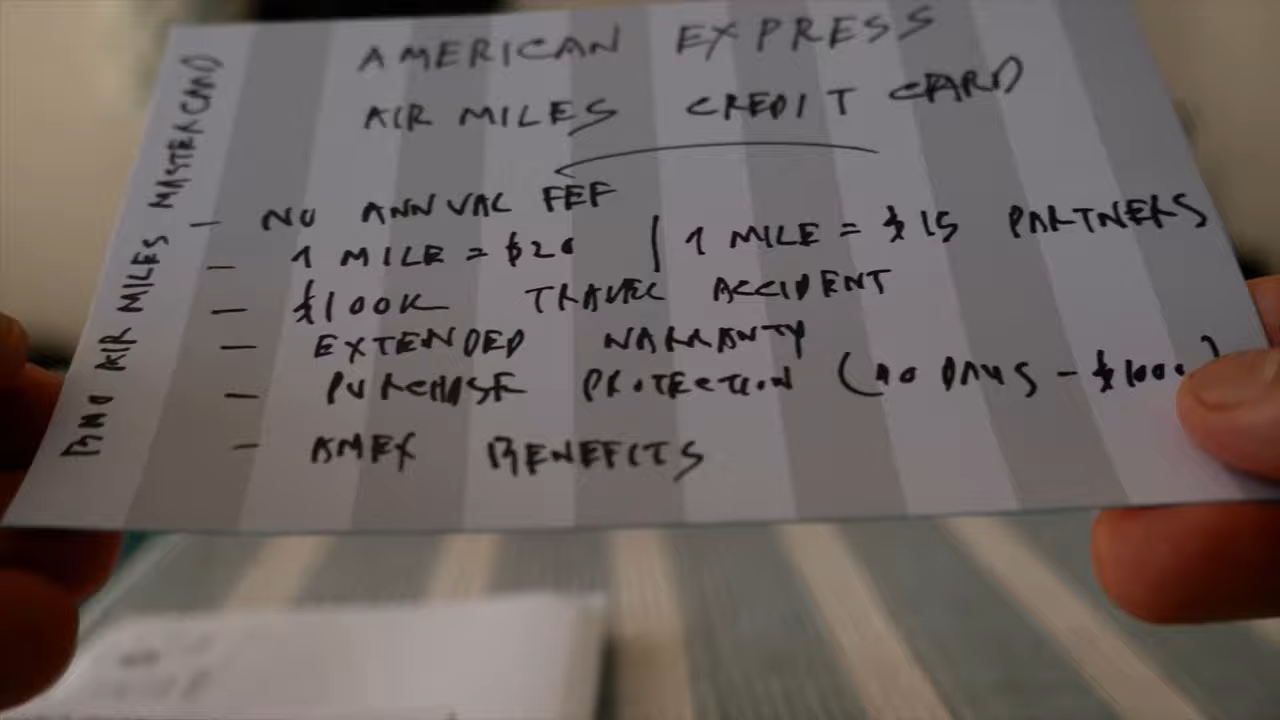 AMERICAN EXPRESS
AIR MILES CREDIT CARD
- NO ANNUAL FEE
- 1 MILE = $20 | 1 MILE = $15 PARTNERS
- $100K TRAVEL ACCIDENT
- EXTENDED WARRANTY
- PURCHASE PROTECTION (90 DAYS - $1000)
- AMEX BENEFITS
BMO AIR MILES MASTERCARD